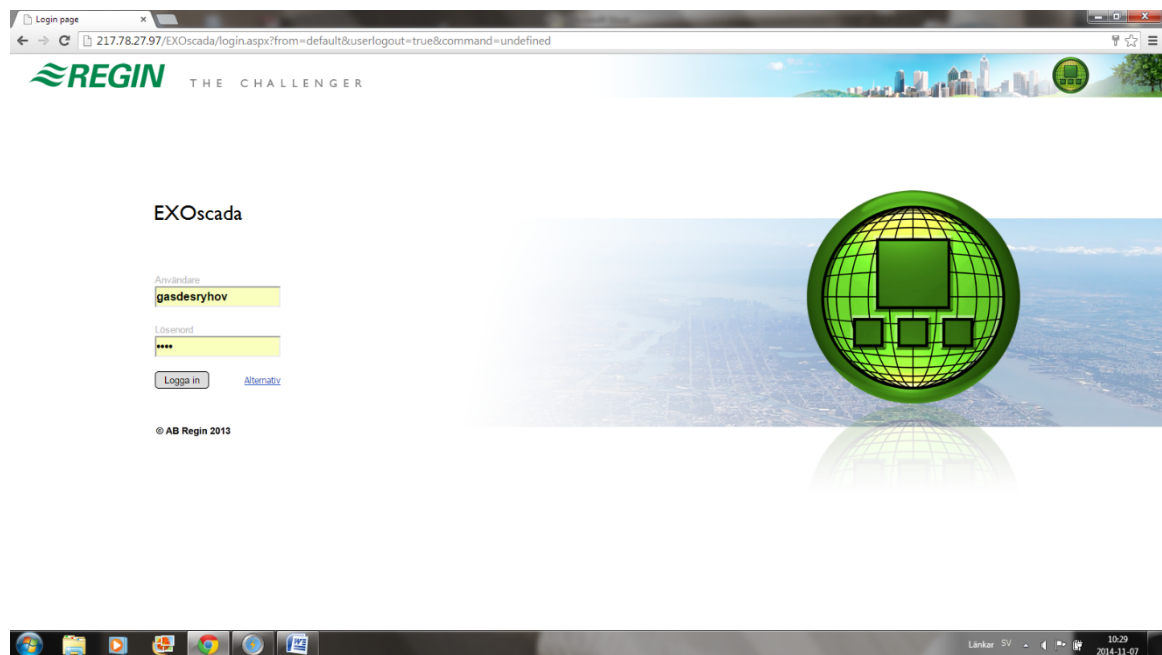 Login page
217.78.27.97/EXOscada/login.aspx?from=default&userlogout=true&command=undefined
REGIN THE CHALLENGER
EXOscada
Användare
gasdesryhov
Lösenord
••••
Logga in Alternativ
© AB Regin 2013
Länkar SV 10:29
2014-11-07